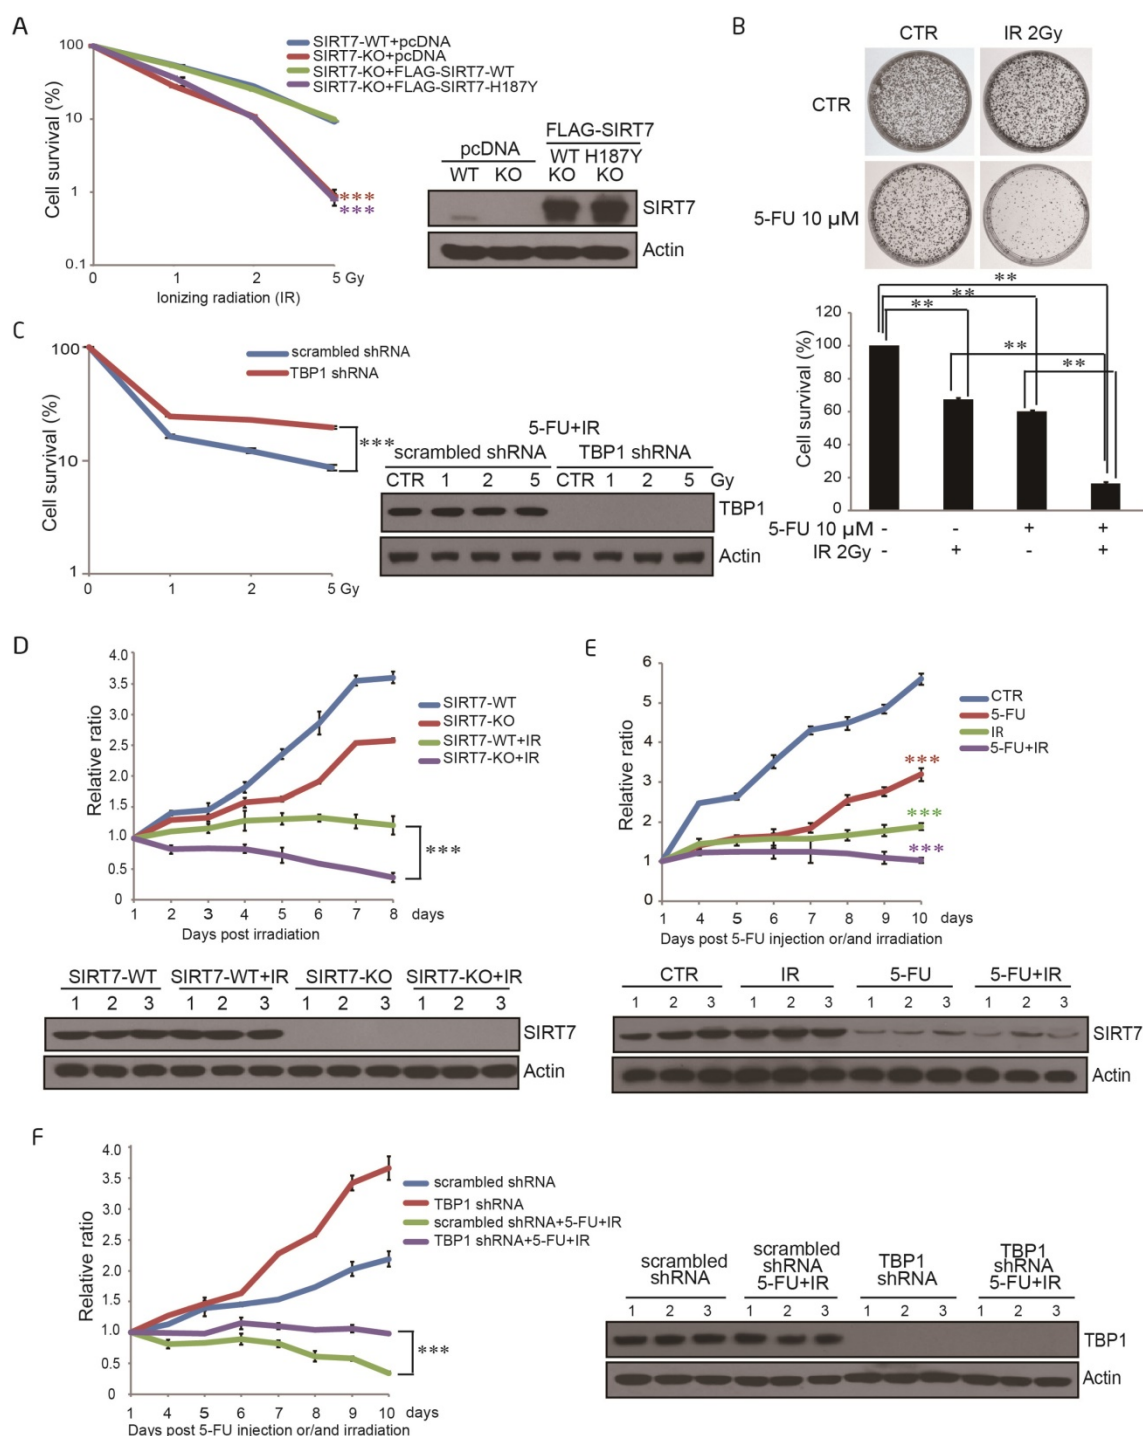 A
100
10
1
0.1
Cell survival (%)
SIRT7-WT+pcDNA
SIRT7-KO+pcDNA
SIRT7-KO+FLAG-SIRT7-WT
SIRT7-KO+FLAG-SIRT7-H187Y
***
***
0 1 2 5 Gy
Ionizing radiation (IR)
FLAG-SIRT7
pcDNA WT H187Y
WT KO KO KO
SIRT7
Actin
B
CTR IR 2Gy
CTR
5-FU 10 µM
**
**
**
**
**
120
100
80
60
40
20
0
Cell survival (%)
5-FU 10 µM - - + +
IR 2Gy - + - +
C
100
10
1
Cell survival (%)
scrambled shRNA
TBP1 shRNA
***
0 1 2 5 Gy
5-FU+IR
scrambled shRNA TBP1 shRNA
CTR 1 2 5 CTR 1 2 5 Gy
TBP1
Actin
D
4.0
3.5
3.0
2.5
2.0
1.5
1.0
0.5
0
Relative ratio
SIRT7-WT
SIRT7-KO
SIRT7-WT+IR
SIRT7-KO+IR
***
1 2 3 4 5 6 7 8 days
Days post irradiation
SIRT7-WT SIRT7-WT+IR SIRT7-KO SIRT7-KO+IR
1 2 3 1 2 3 1 2 3 1 2 3
SIRT7
Actin
E
6
5
4
3
2
1
0
Relative ratio
CTR
5-FU
IR
5-FU+IR
***
***
***
1 4 5 6 7 8 9 10 days
Days post 5-FU injection or/and irradiation
CTR IR 5-FU 5-FU+IR
1 2 3 1 2 3 1 2 3 1 2 3
SIRT7
Actin
F
4.0
3.5
3.0
2.5
2.0
1.5
1.0
0.5
0
Relative ratio
scrambled shRNA
TBP1 shRNA
scrambled shRNA+5-FU+IR
TBP1 shRNA+5-FU+IR
***
1 4 5 6 7 8 9 10 days
Days post 5-FU injection or/and irradiation
scrambled
shRNA
scrambled
shRNA
5-FU+IR
TBP1
shRNA
TBP1
shRNA
5-FU+IR
1 2 3 1 2 3 1 2 3 1 2 3
TBP1
Actin